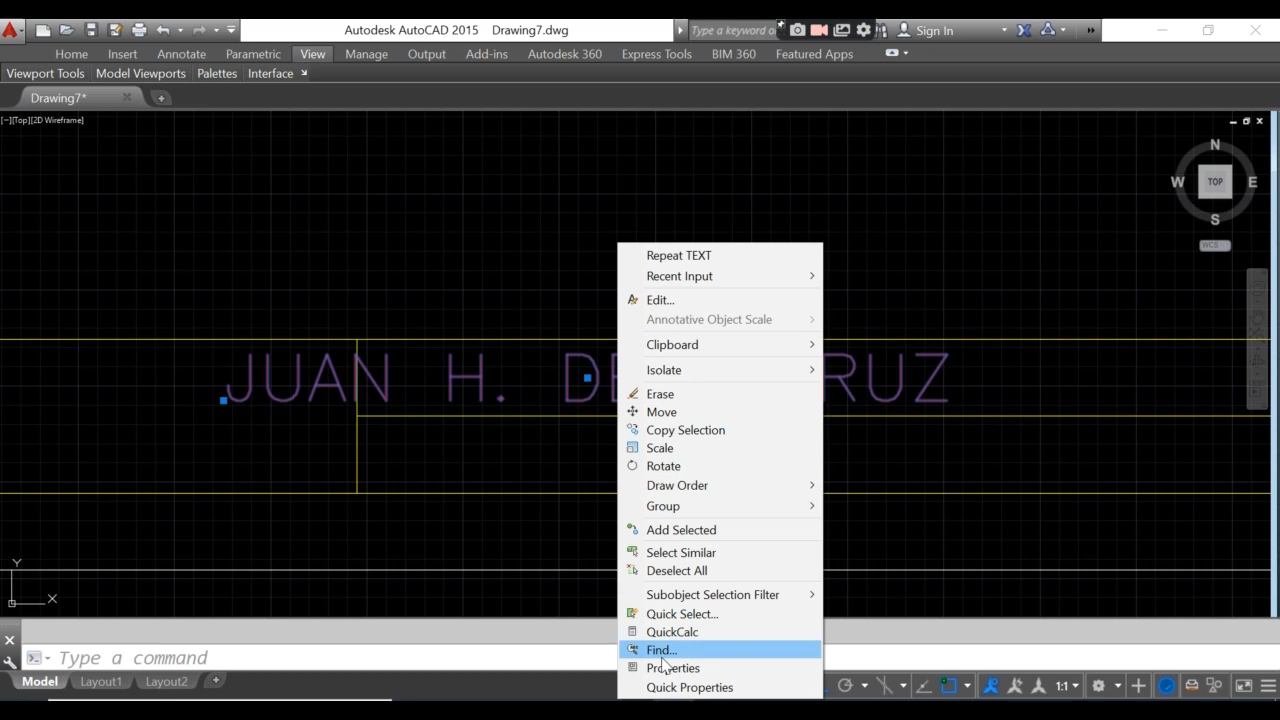 Autodesk AutoCAD 2015 Drawing7.dwg
Type a keyword or
Sign In
Home Insert Annotate Parametric View Manage Output Add-ins Autodesk 360 Express Tools BIM 360 Featured Apps
Viewport Tools Model Viewports Palettes Interface
Drawing7*
[−][Top][2D Wireframe]
N
W TOP E
S
WCS
JUAN H. DE RUZ
Repeat TEXT
Recent Input
Edit...
Annotative Object Scale
Clipboard
Isolate
Erase
Move
Copy Selection
Scale
Rotate
Draw Order
Group
Add Selected
Select Similar
Deselect All
Subobject Selection Filter
Quick Select...
QuickCalc
Find...
Properties
Quick Properties
Y
X
Type a command
Model Layout1 Layout2
1:1